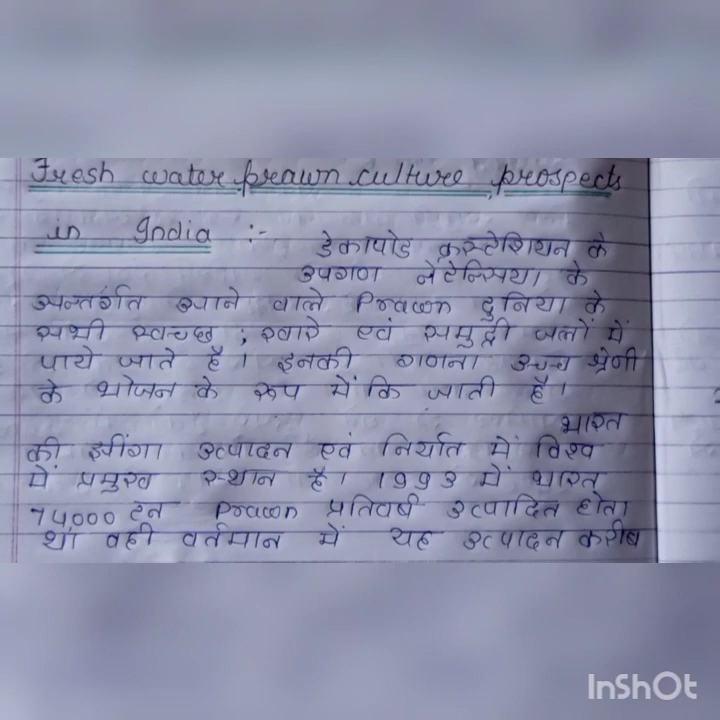 Fresh water prawn culture prospects
in India :-
डेकापोड क्रस्टेशियन के
उपगण नेटेन्सिया के
अन्तर्गत आने वाले Prawn दुनिया के
सभी स्वच्छ ; खारे एवं समुद्री जलों में
पाये जाते है। इनकी गणना उच्च श्रेणी
के भोजन के रूप में कि जाती है।
भारत
की झींगा उत्पादन एवं निर्यात में विश्व
में प्रमुख स्थान है। 1993 में भारत
74000 टन Prawn प्रतिवर्ष उत्पादित होता
था वही वर्तमान में यह उत्पादन करीब
InShOt